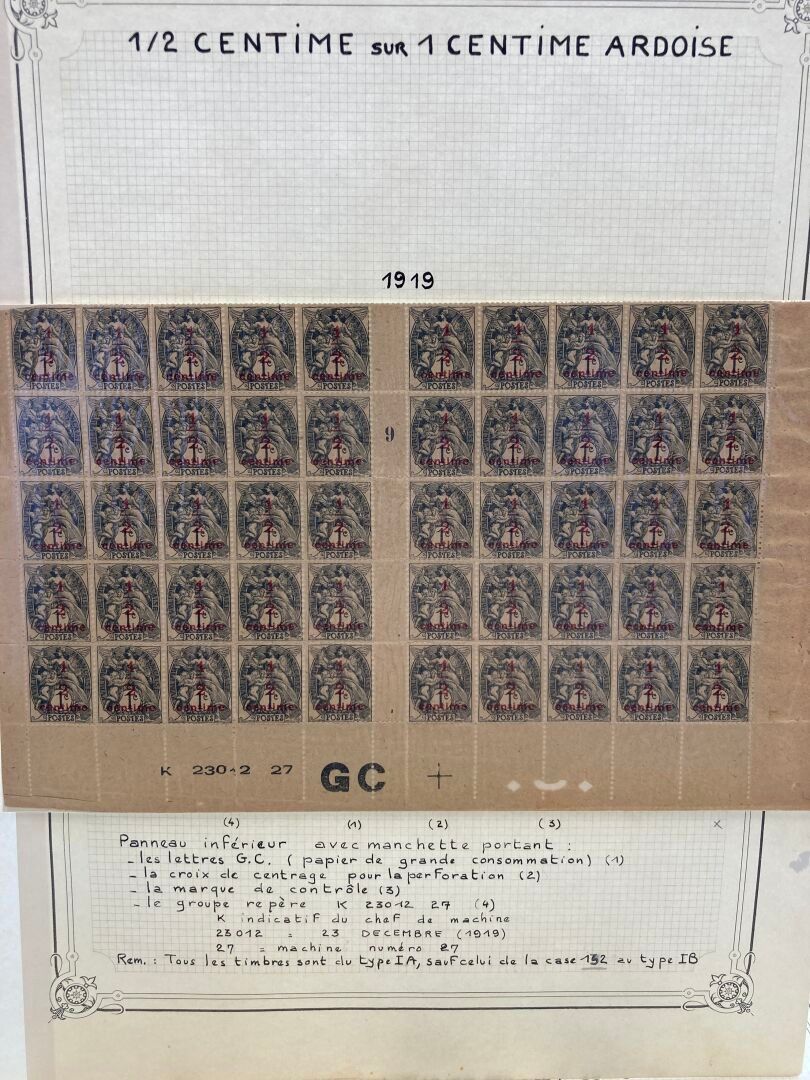 1/2 CENTIME SUR 1 CENTIME ARDOISE
1919
9
K 23012 27 GC
(4) (1) (2) (3) x
Panneau inférieur avec manchette portant :
- les lettres G.C. ( papier de grande consommation) (1)
- la croix de centrage pour la perforation (2)
- la marque de contrôle (3)
- le groupe repère K 23012 27 (4)
K indicatif du chef de machine
23012 = 23 DECEMBRE (1919)
27 = machine numéro 27
Rem. : Tous les timbres sont du type IA, sauf celui de la case 132 au type IB